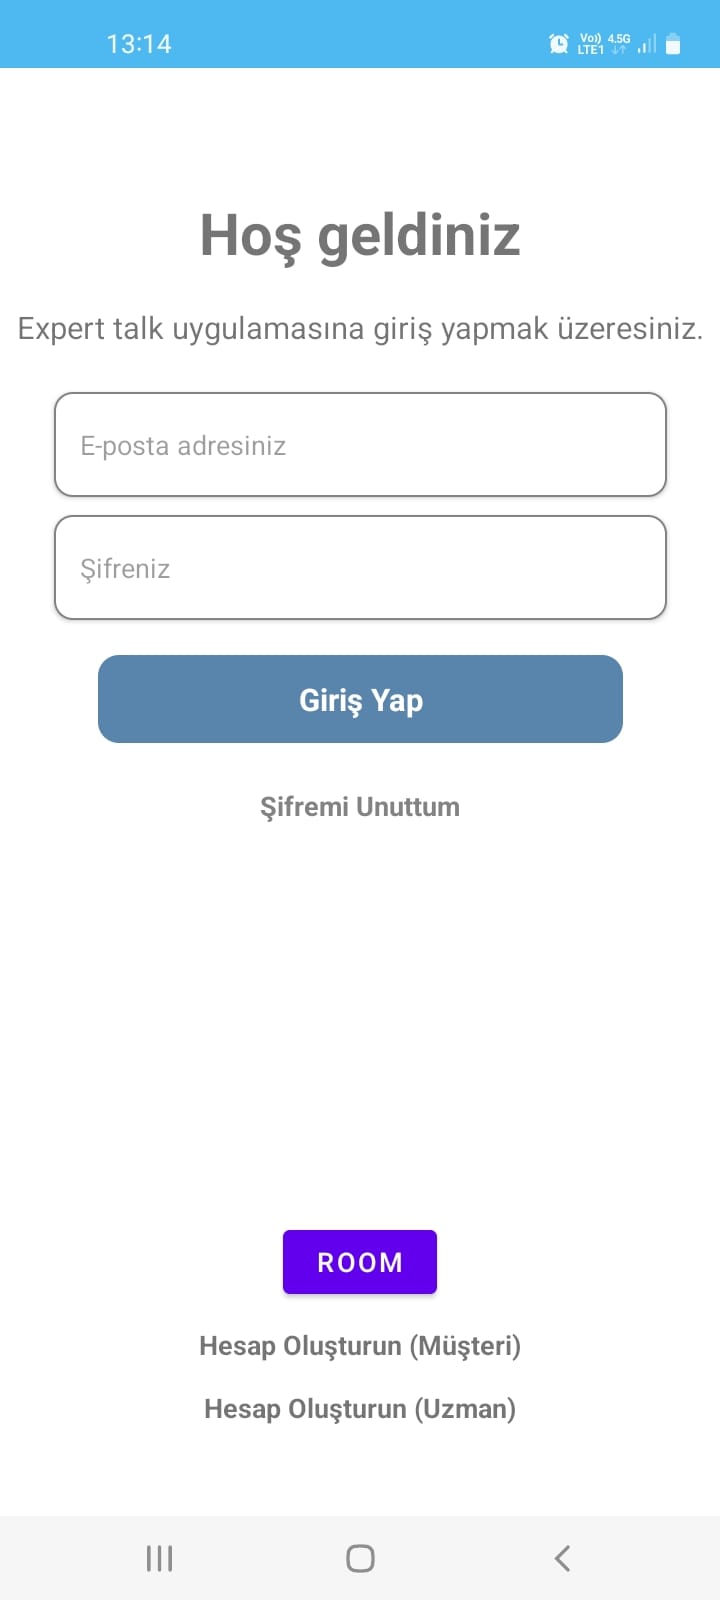 13:14
Vo)) 4.5G
LTE1
Hoş geldiniz
Expert talk uygulamasına giriş yapmak üzeresiniz.
E-posta adresiniz
Şifreniz
Giriş Yap
Şifremi Unuttum
ROOM
Hesap Oluşturun (Müşteri)
Hesap Oluşturun (Uzman)